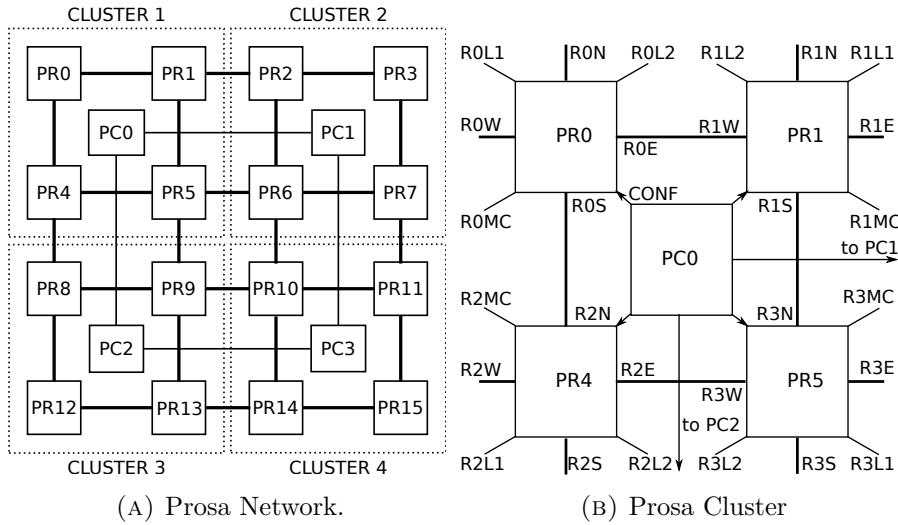 CLUSTER 1 CLUSTER 2
PR0 PR1 PR2 PR3
PC0 PC1
PR4 PR5 PR6 PR7
PR8 PR9 PR10 PR11
PC2 PC3
PR12 PR13 PR14 PR15
CLUSTER 3 CLUSTER 4
(A) Prosa Network.
R0L1 R0N R0L2 R1L2 R1N R1L1
R0W PR0 R1W PR1 R1E
R0E
R0MC R0S CONF R1S R1MC
PC0 to PC1
R2MC R2N R3N R3MC
R2W PR4 R2E R3W PR5 R3E
to PC2
R2L1 R2S R2L2 R3L2 R3S R3L1
(B) Prosa Cluster